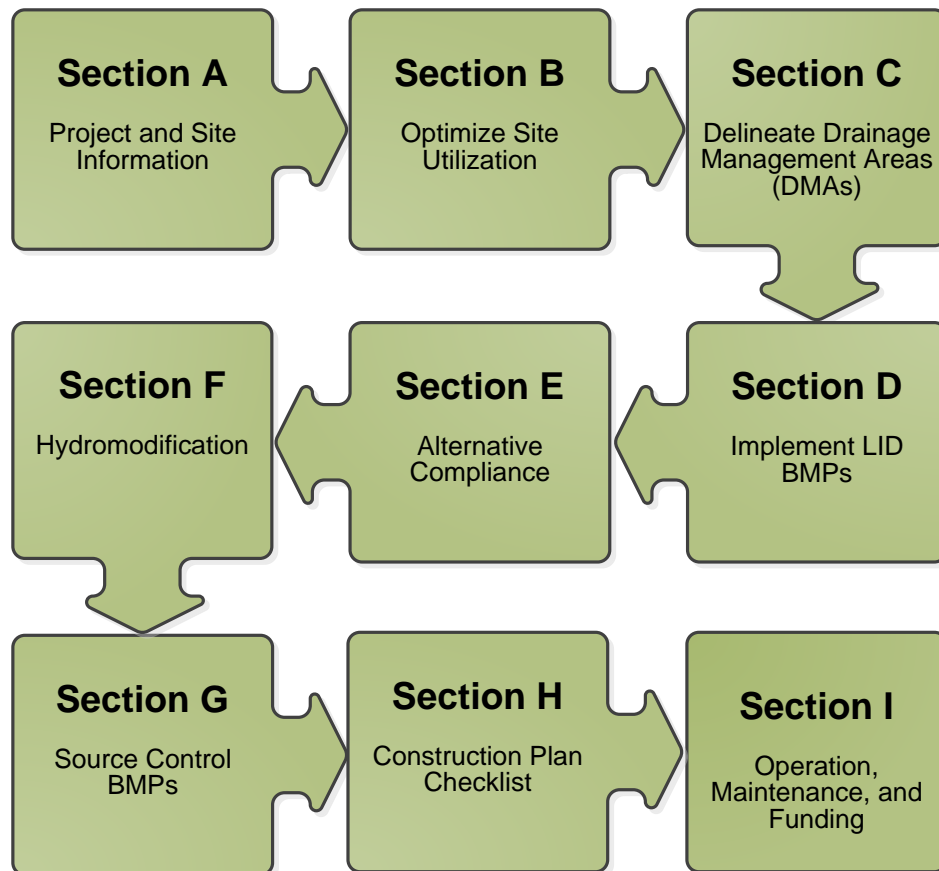 Section A
Project and Site
Information
Section B
Optimize Site
Utilization
Section C
Delineate Drainage
Management Areas
(DMAs)
Section D
Implement LID
BMPs
Section E
Alternative
Compliance
Section F
Hydromodification
Section G
Source Control
BMPs
Section H
Construction Plan
Checklist
Section I
Operation,
Maintenance, and
Funding